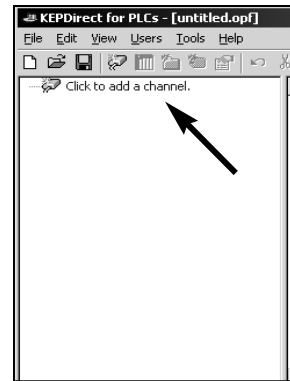 KEPDirect for PLCs - [untitled.opf]
File Edit View Users Tools Help
Click to add a channel.